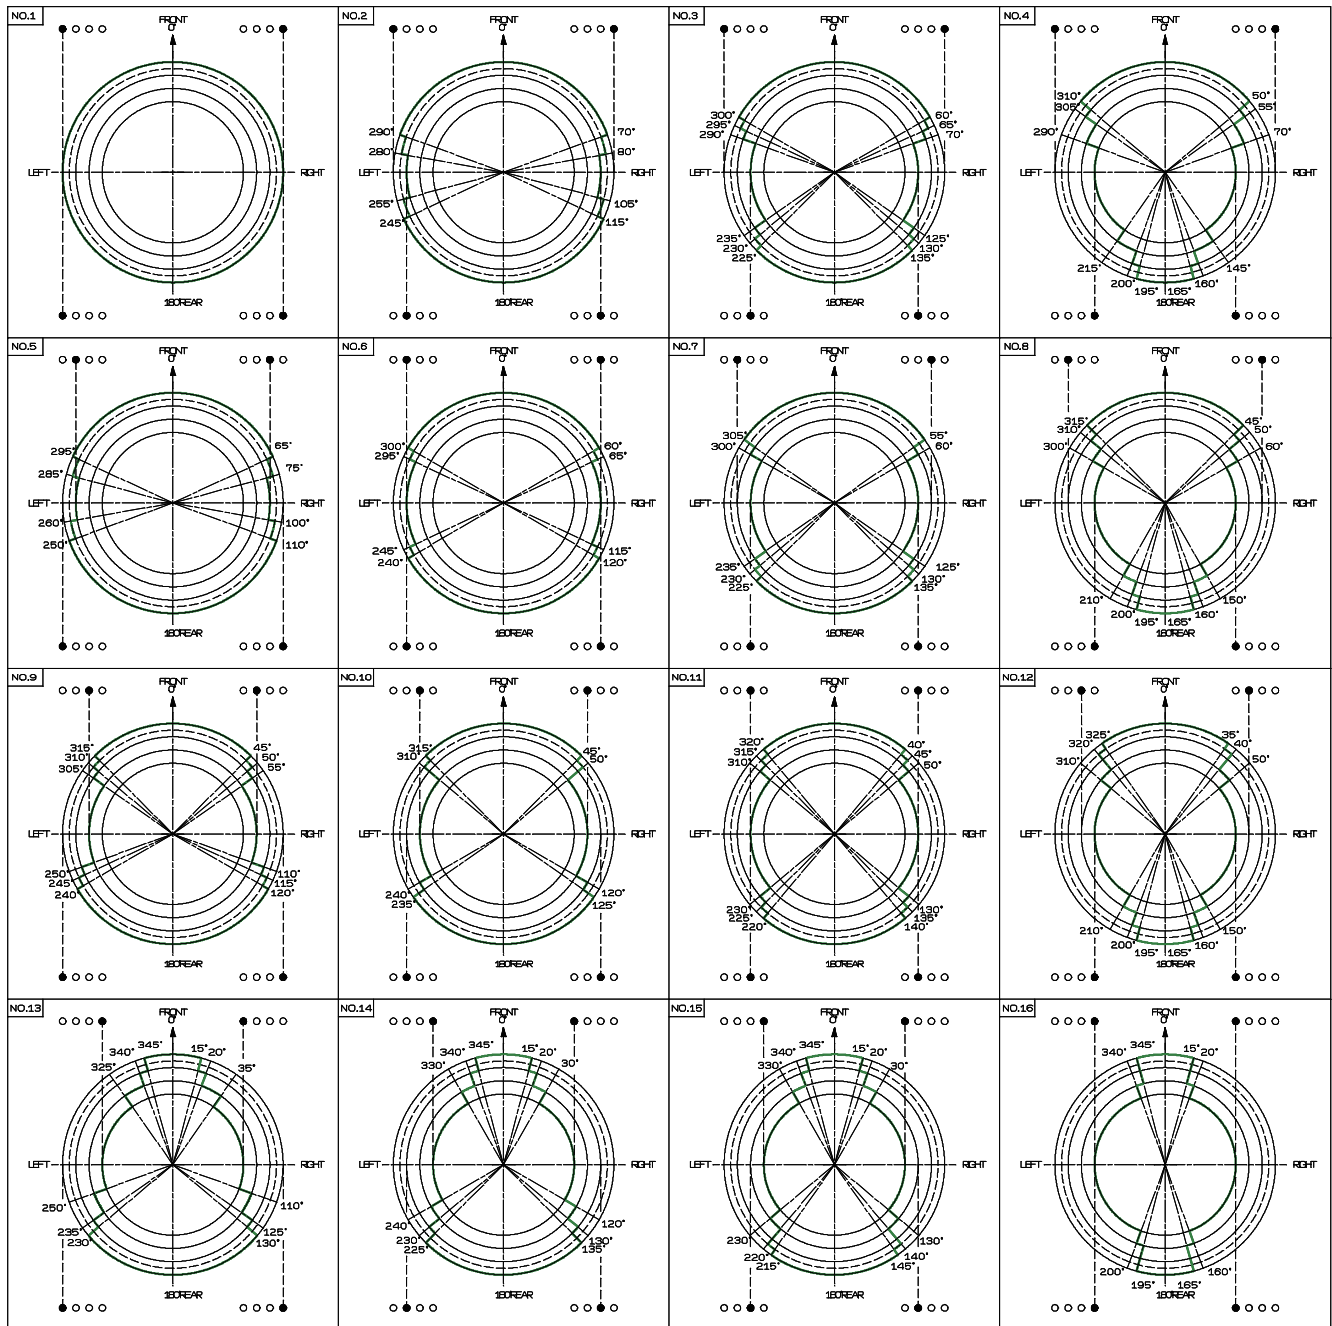 NO.1
FRONT
0°
LEFT
RIGHT
180°REAR
NO.2
FRONT
0°
290°
70°
280°
80°
LEFT
RIGHT
255°
105°
245°
115°
180°REAR
NO.3
FRONT
0°
300°
60°
295°
65°
290°
70°
LEFT
RIGHT
235°
125°
230°
130°
225°
135°
180°REAR
NO.4
FRONT
0°
310°
50°
305°
55°
290°
70°
LEFT
RIGHT
215°
145°
200°
160°
195°
165°
180°REAR
NO.5
FRONT
0°
295°
65°
285°
75°
LEFT
RIGHT
260°
100°
250°
110°
180°REAR
NO.6
FRONT
0°
300°
60°
295°
65°
LEFT
RIGHT
245°
115°
240°
120°
180°REAR
NO.7
FRONT
0°
305°
55°
300°
60°
LEFT
RIGHT
235°
125°
230°
130°
225°
135°
180°REAR
NO.8
FRONT
0°
315°
45°
310°
50°
300°
60°
LEFT
RIGHT
210°
150°
200°
160°
195°
165°
180°REAR
NO.9
FRONT
0°
315°
45°
310°
50°
305°
55°
LEFT
RIGHT
250°
110°
245°
115°
240°
120°
180°REAR
NO.10
FRONT
0°
315°
45°
310°
50°
LEFT
RIGHT
240°
120°
235°
125°
180°REAR
NO.11
FRONT
0°
320°
40°
315°
45°
310°
50°
LEFT
RIGHT
230°
130°
225°
135°
220°
140°
180°REAR
NO.12
FRONT
0°
325°
35°
320°
40°
310°
50°
LEFT
RIGHT
210°
150°
200°
160°
195°
165°
180°REAR
NO.13
FRONT
0°
345°
15°
340°
20°
325°
35°
LEFT
RIGHT
250°
110°
235°
125°
230°
130°
180°REAR
NO.14
FRONT
0°
345°
15°
340°
20°
330°
30°
LEFT
RIGHT
240°
120°
230°
130°
225°
135°
180°REAR
NO.15
FRONT
0°
345°
15°
340°
20°
330°
30°
LEFT
RIGHT
230°
130°
220°
140°
215°
145°
180°REAR
NO.16
FRONT
0°
345°
15°
340°
20°
LEFT
RIGHT
200°
160°
195°
165°
180°REAR